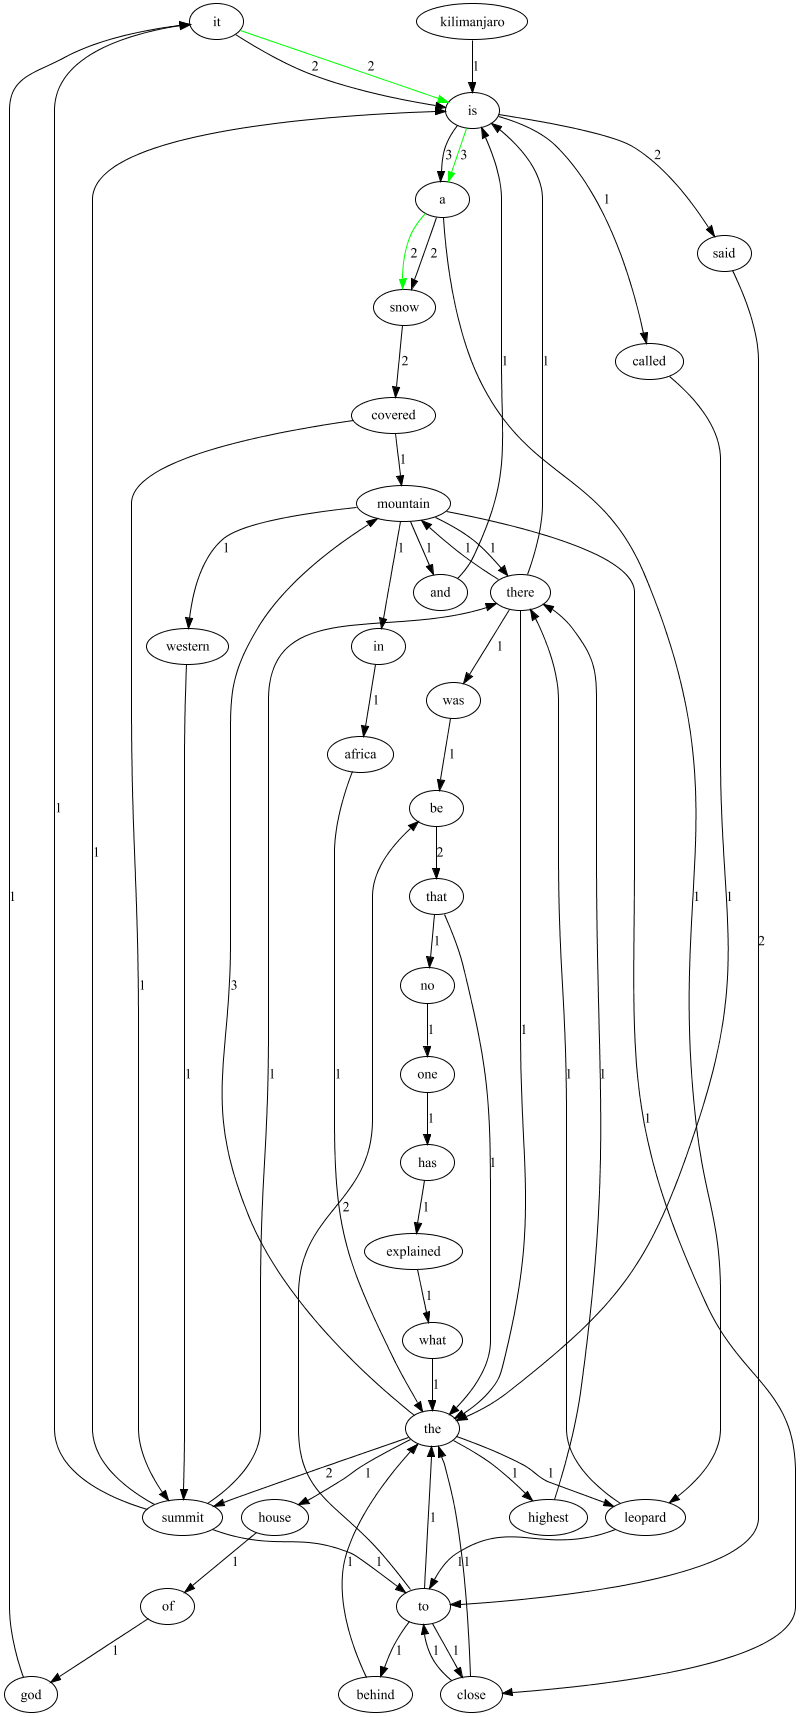 it kilimanjaro
2 2 1
is
3 3 1 2
a
said
2 2
snow
called
2 1 1
covered
1
mountain
1 1 1 1 1
and there
western in
1
1 was
africa
1
be
1 1 2
that
1 1
1 2
no
1 3 1
one
1 1 1 1 1 1
1 1
has
1
2
explained
1
what
1
the
2 1 1 1
summit house highest leopard
1
1 1 1 1 1
of to
1 1 1 1
god behind close